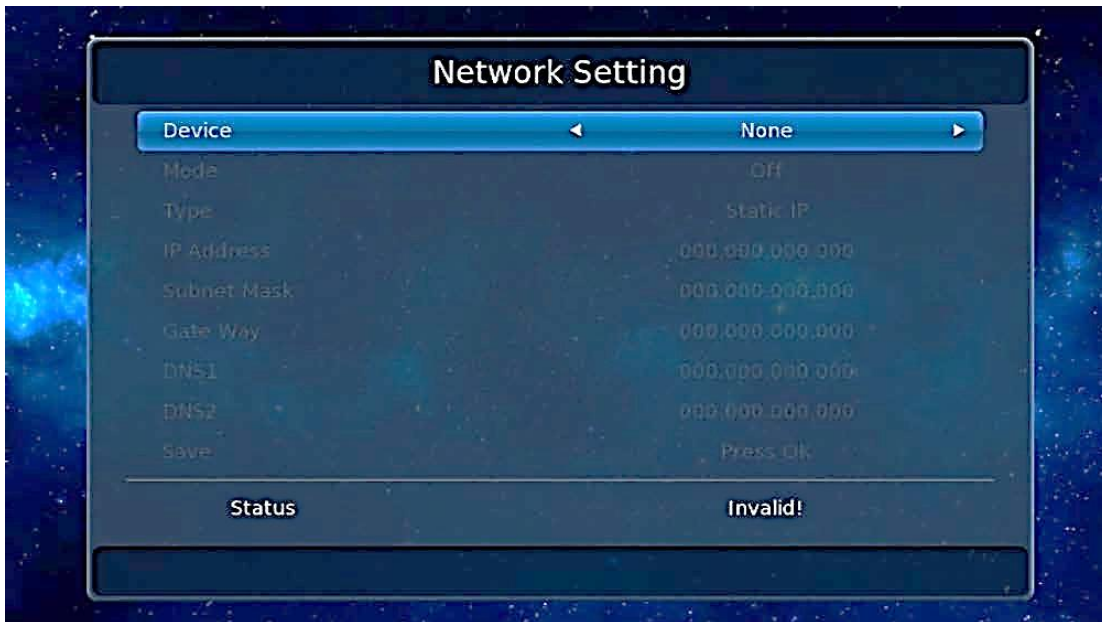 Network Setting
Device None
Mode Off
Type Static IP
IP Address 000.000.000.000
Subnet Mask 000.000.000.000
Gate Way 000.000.000.000
DNS1 000.000.000.000
DNS2 000.000.000.000
Save Press Ok
Status Invalid!